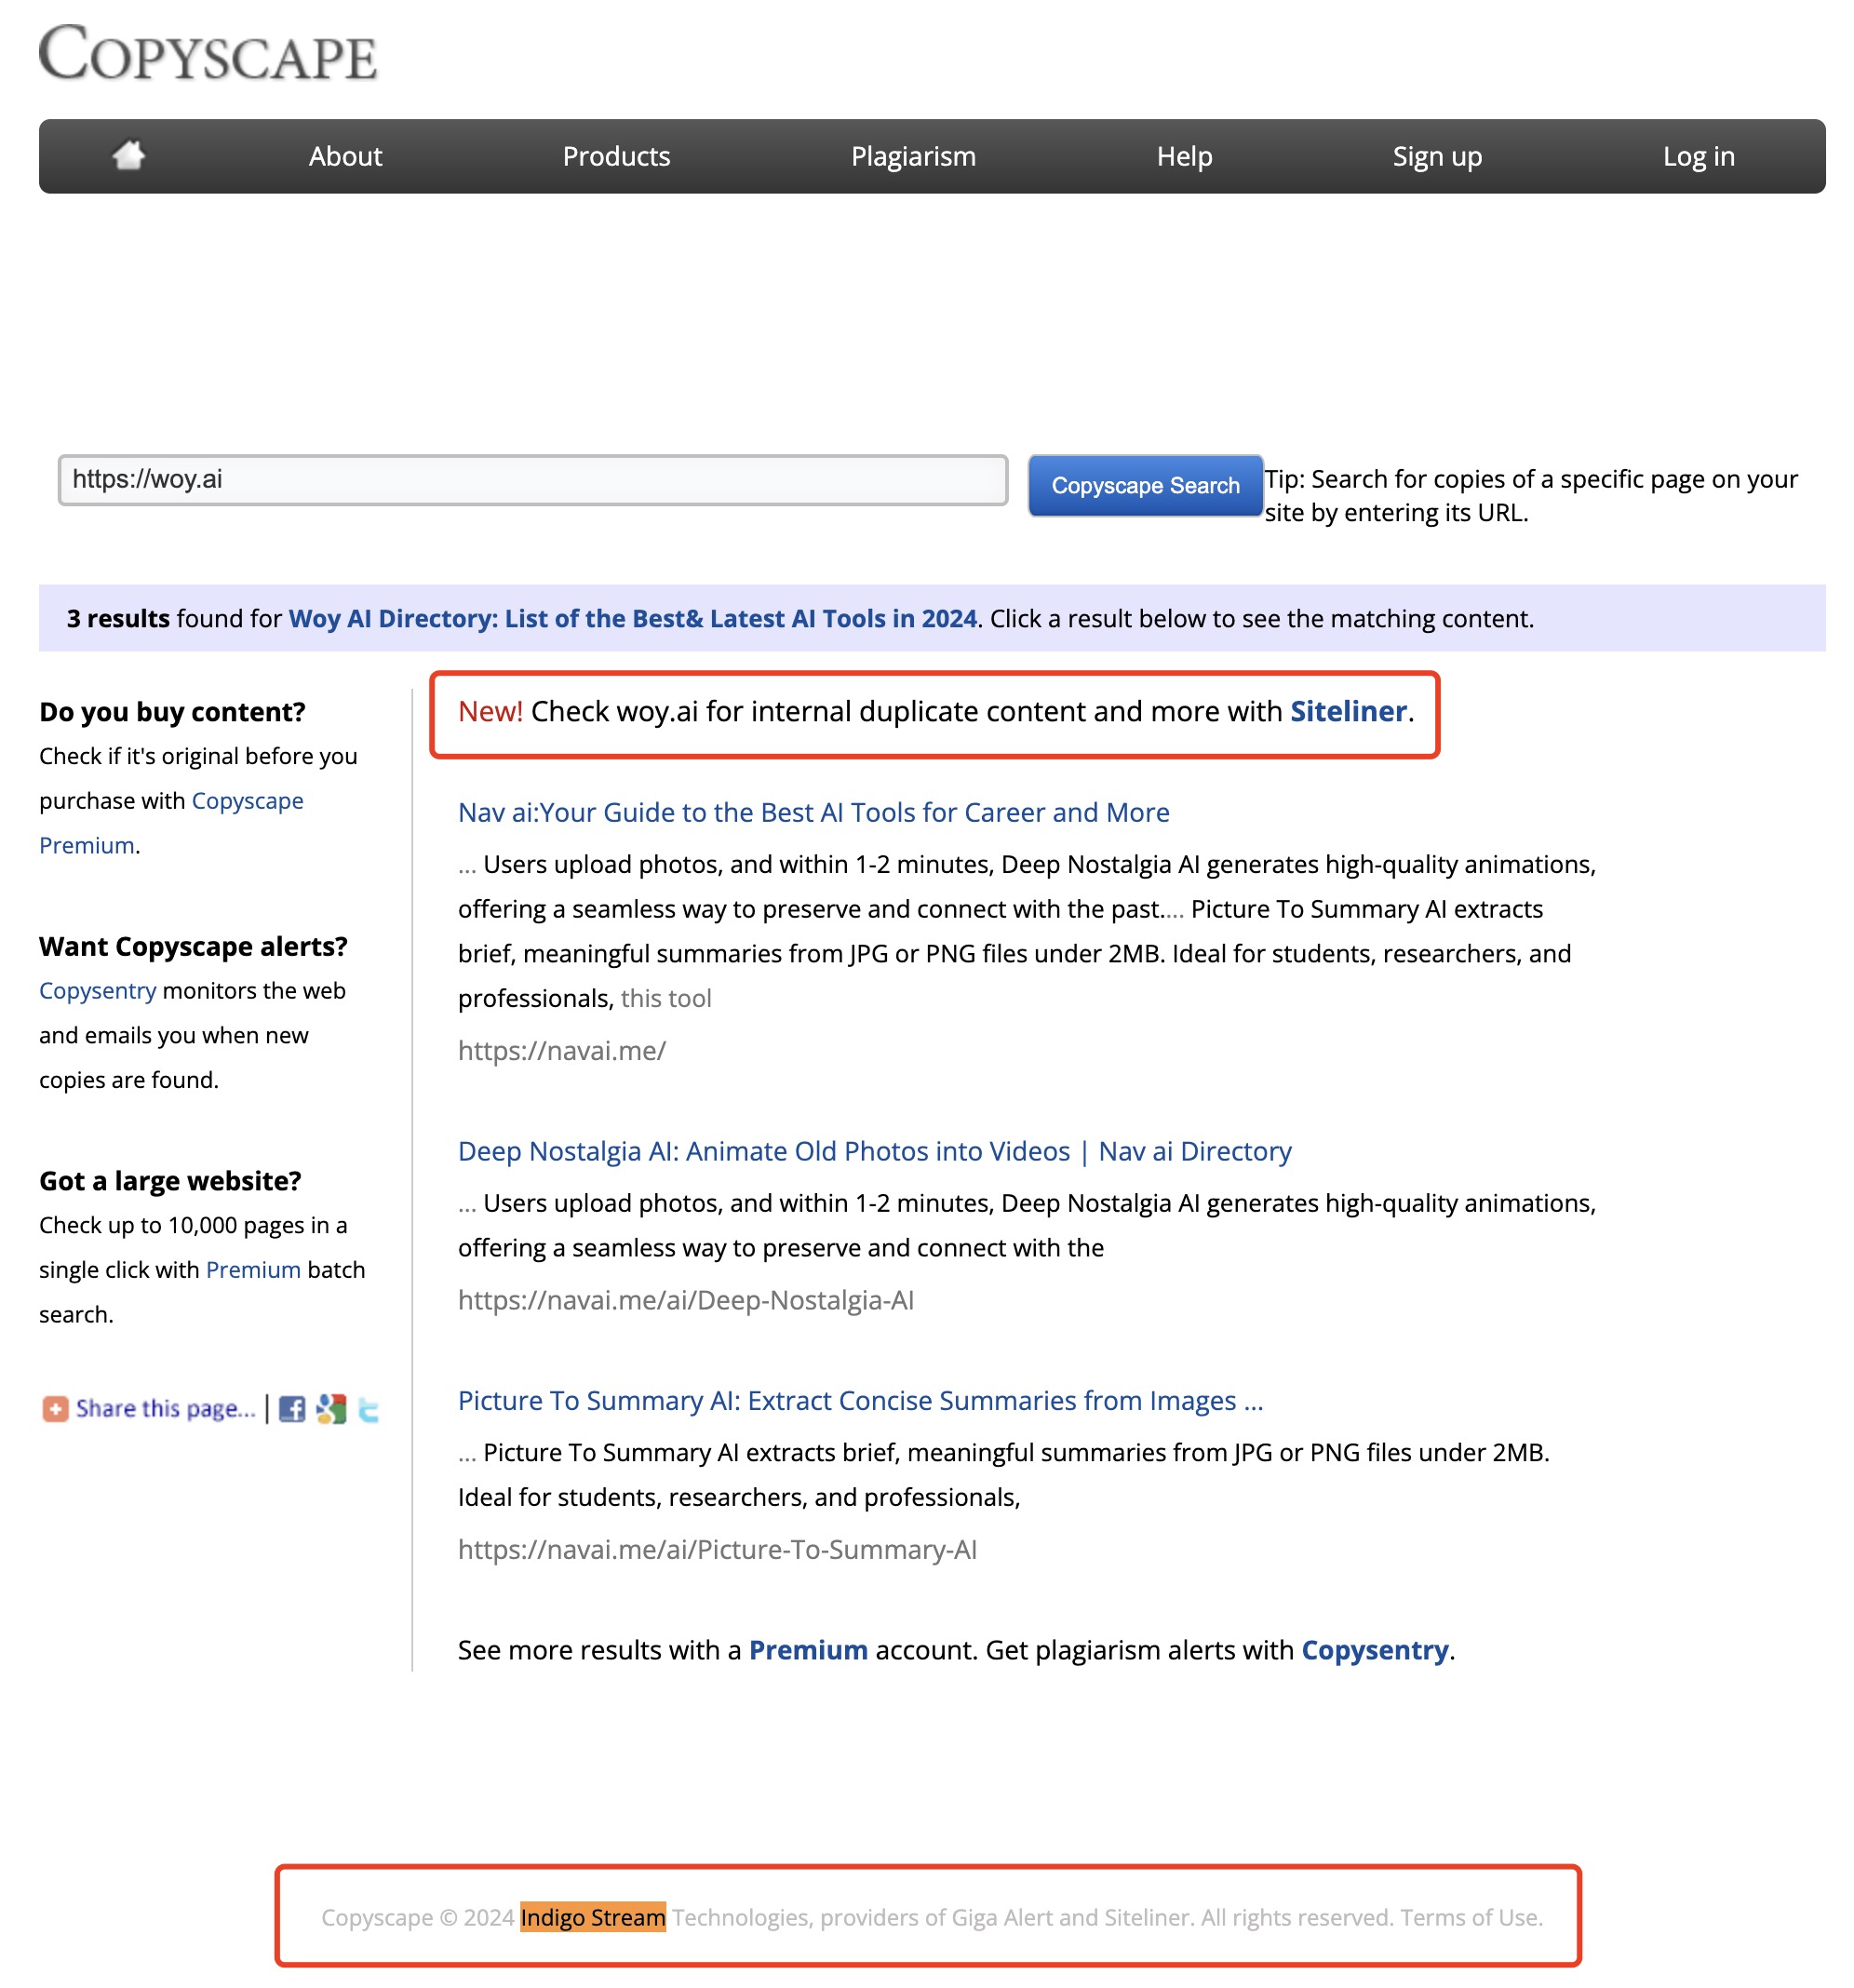 COPYSCAPE
About Products Plagiarism Help Sign up Log in
https://woy.ai
Copyscape Search
Tip: Search for copies of a specific page on your
site by entering its URL.
3 results found for Woy AI Directory: List of the Best& Latest AI Tools in 2024. Click a result below to see the matching content.
Do you buy content?
Check if it's original before you
purchase with Copyscape
Premium.
Want Copyscape alerts?
Copysentry monitors the web
and emails you when new
copies are found.
Got a large website?
Check up to 10,000 pages in a
single click with Premium batch
search.
Share this page... |
New! Check woy.ai for internal duplicate content and more with Siteliner.
Nav ai:Your Guide to the Best AI Tools for Career and More
... Users upload photos, and within 1-2 minutes, Deep Nostalgia AI generates high-quality animations,
offering a seamless way to preserve and connect with the past.... Picture To Summary AI extracts
brief, meaningful summaries from JPG or PNG files under 2MB. Ideal for students, researchers, and
professionals, this tool
https://navai.me/
Deep Nostalgia AI: Animate Old Photos into Videos | Nav ai Directory
... Users upload photos, and within 1-2 minutes, Deep Nostalgia AI generates high-quality animations,
offering a seamless way to preserve and connect with the
https://navai.me/ai/Deep-Nostalgia-AI
Picture To Summary AI: Extract Concise Summaries from Images ...
... Picture To Summary AI extracts brief, meaningful summaries from JPG or PNG files under 2MB.
Ideal for students, researchers, and professionals,
https://navai.me/ai/Picture-To-Summary-AI
See more results with a Premium account. Get plagiarism alerts with Copysentry.
Copyscape © 2024 Indigo Stream Technologies, providers of Giga Alert and Siteliner. All rights reserved. Terms of Use.